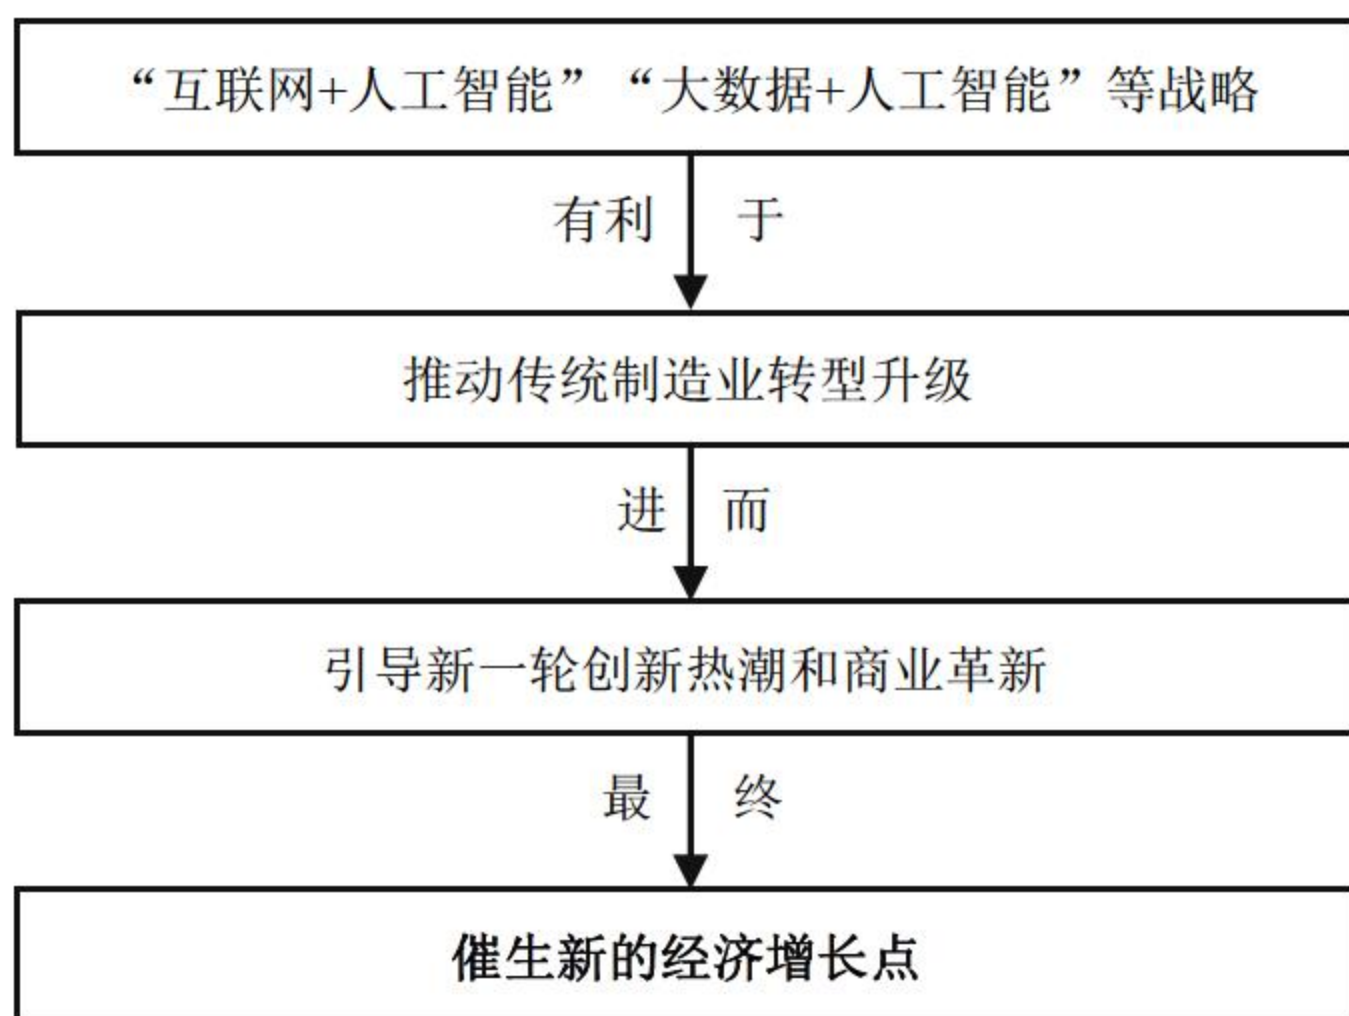 “互联网+人工智能”“大数据+人工智能”等战略
有利 于
推动传统制造业转型升级
进 而
引导新一轮创新热潮和商业革新
最 终
催生新的经济增长点